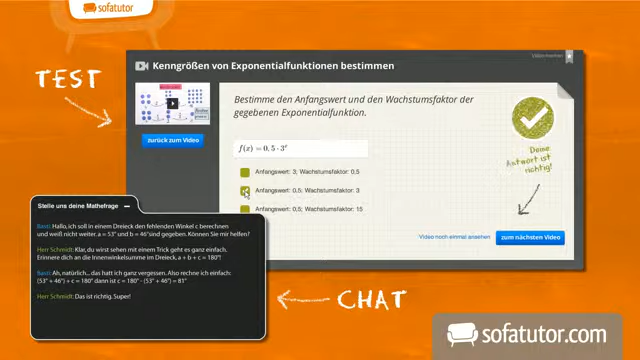 sofatutor
TEST
Videos merken
Kenngrößen von Exponentialfunktionen bestimmen
Bestimme den Anfangswert und den Wachstumsfaktor der
gegebenen Exponentialfunktion.
f(x) = 0,5 · 3^x
zurück zum Video
Anfangswert: 3; Wachstumsfaktor: 0,5
Anfangswert: 0,5; Wachstumsfaktor: 3
Anfangswert: 0,5; Wachstumsfaktor: 15
Deine
Antwort ist
richtig!
Video noch einmal ansehen
zum nächsten Video
Stelle uns deine Mathefrage
Basti: Hallo, ich soll in einem Dreieck den fehlenden Winkel c berechnen
und weiß nicht weiter. a = 53° und b = 46° sind gegeben. Können Sie mir helfen?
Herr Schmidt: Klar, du wirst sehen mit einem Trick geht es ganz einfach.
Erinnere dich an die Innenwinkelsumme im Dreieck. a + b + c = 180°!
Basti: Ah, natürlich... das hatt ich ganz vergessen. Also rechne ich einfach:
(53° + 46°) + c = 180° dann ist c = 180° - (53° + 46°) = 81°
Herr Schmidt: Das ist richtig. Super!
CHAT
sofatutor.com